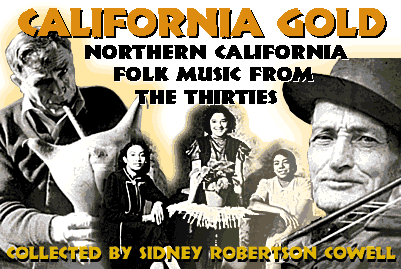 CALIFORNIA GOLD
NORTHERN CALIFORNIA
FOLK MUSIC FROM
THE THIRTIES
COLLECTED BY SIDNEY ROBERTSON COWELL